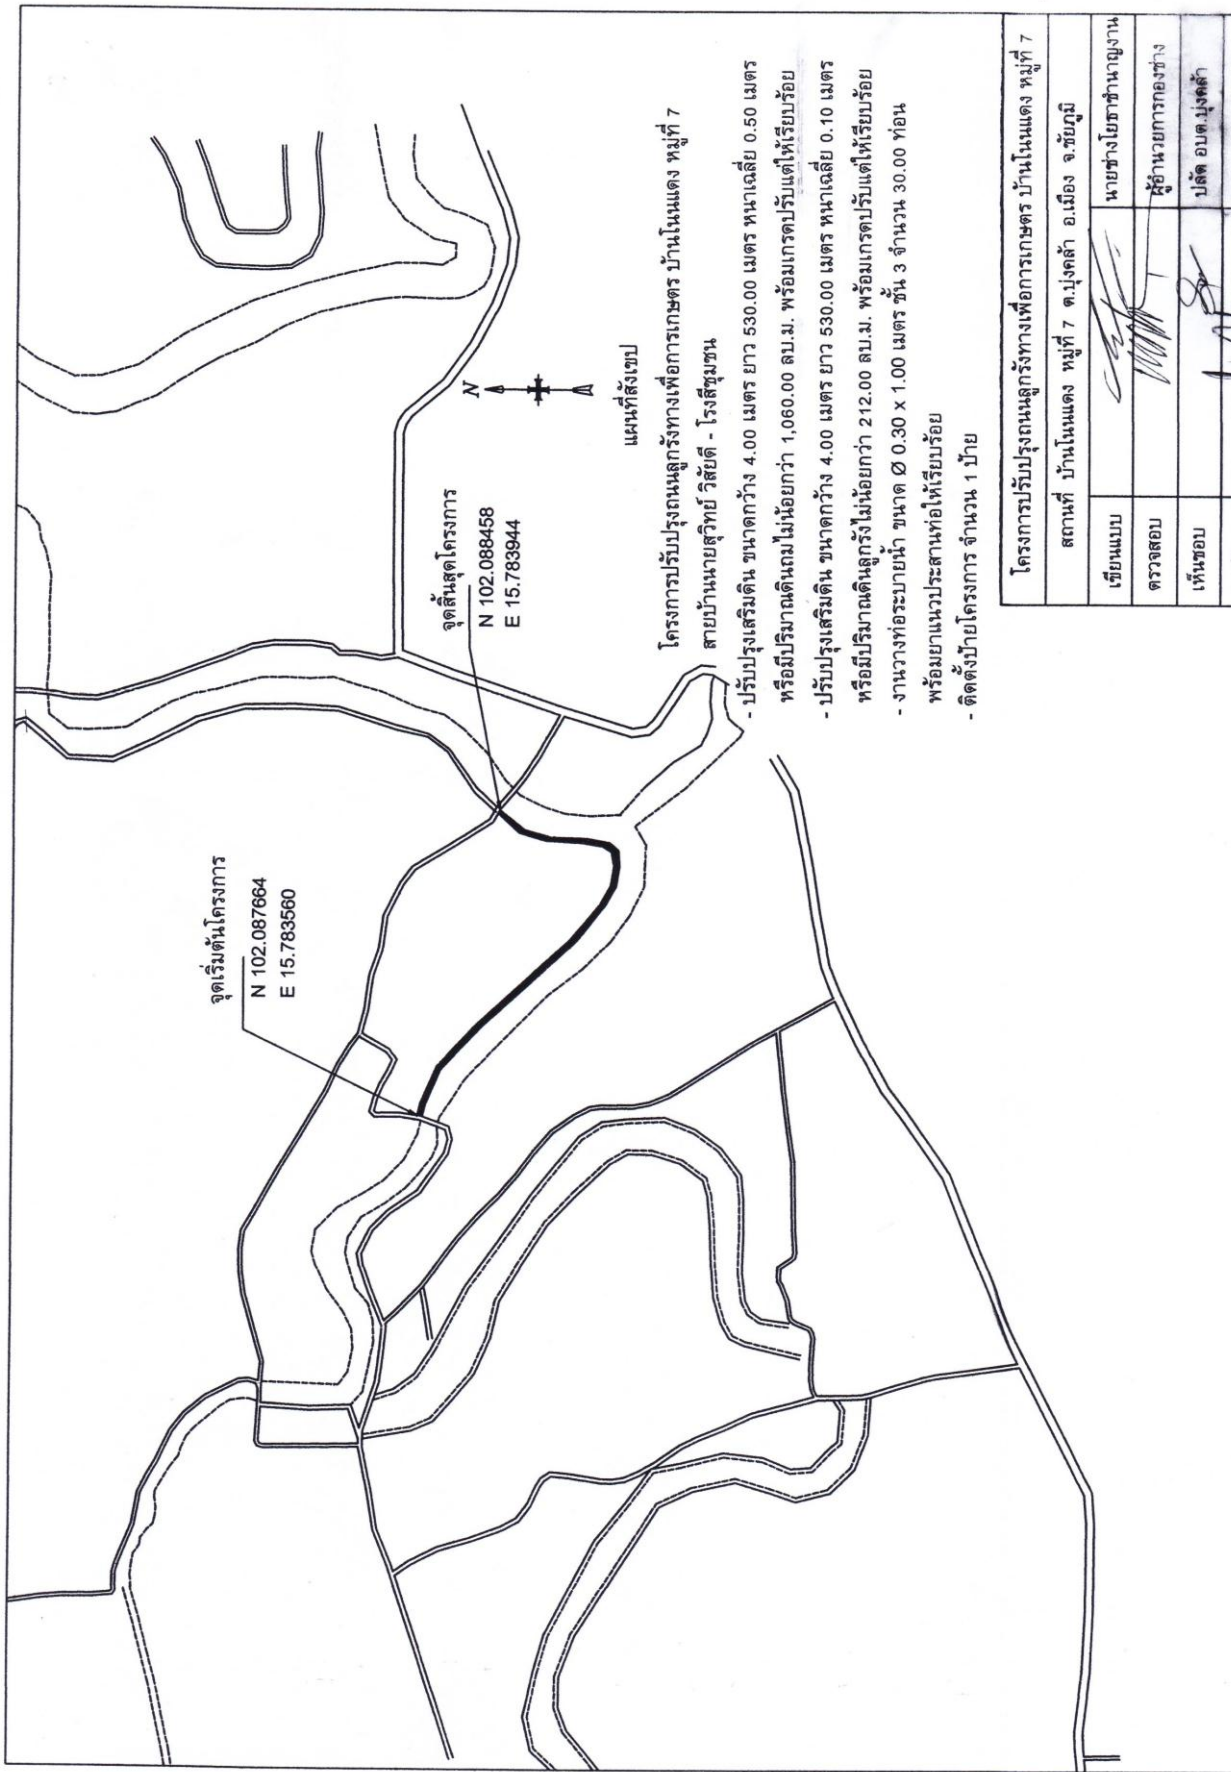 จุดเริ่มต้นโครงการ
N 102.087664
E 15.783560
จุดสิ้นสุดโครงการ
N 102.088458
E 15.783944
N
แผนที่สังเขป
โครงการปรับปรุงถนนลูกรังทางเพื่อการเกษตร บ้านโนนแดง หมู่ที่ 7
สายบ้านนายสุวิทย์ วิสัยดี - โรงสีชุมชน
- ปรับปรุงเสริมดิน ขนาดกว้าง 4.00 เมตร ยาว 530.00 เมตร หนาเฉลี่ย 0.50 เมตร
หรือมีปริมาณดินถมไม่น้อยกว่า 1,060.00 ลบ.ม. พร้อมเกรดปรับแต่ให้เรียบร้อย
- ปรับปรุงเสริมดิน ขนาดกว้าง 4.00 เมตร ยาว 530.00 เมตร หนาเฉลี่ย 0.10 เมตร
หรือมีปริมาณดินลูกรังไม่น้อยกว่า 212.00 ลบ.ม. พร้อมเกรดปรับแต่ให้เรียบร้อย
- งานวางท่อระบายน้ำ ขนาด Ø 0.30 x 1.00 เมตร ชั้น 3 จำนวน 30.00 ท่อน
พร้อมยาแนวประสานท่อให้เรียบร้อย
- ติดตั้งป้ายโครงการ จำนวน 1 ป้าย
โครงการปรับปรุงถนนลูกรังทางเพื่อการเกษตร บ้านโนนแดง หมู่ที่ 7
สถานที่ บ้านโนนแดง หมู่ที่ 7 ต.บุ่งคล้า อ.เมือง จ.ชัยภูมิ
เขียนแบบ นายช่างโยธาชำนาญงาน
ตรวจสอบ ผู้อำนวยการกองช่าง
เห็นชอบ ปลัด อบต.บุ่งคล้า